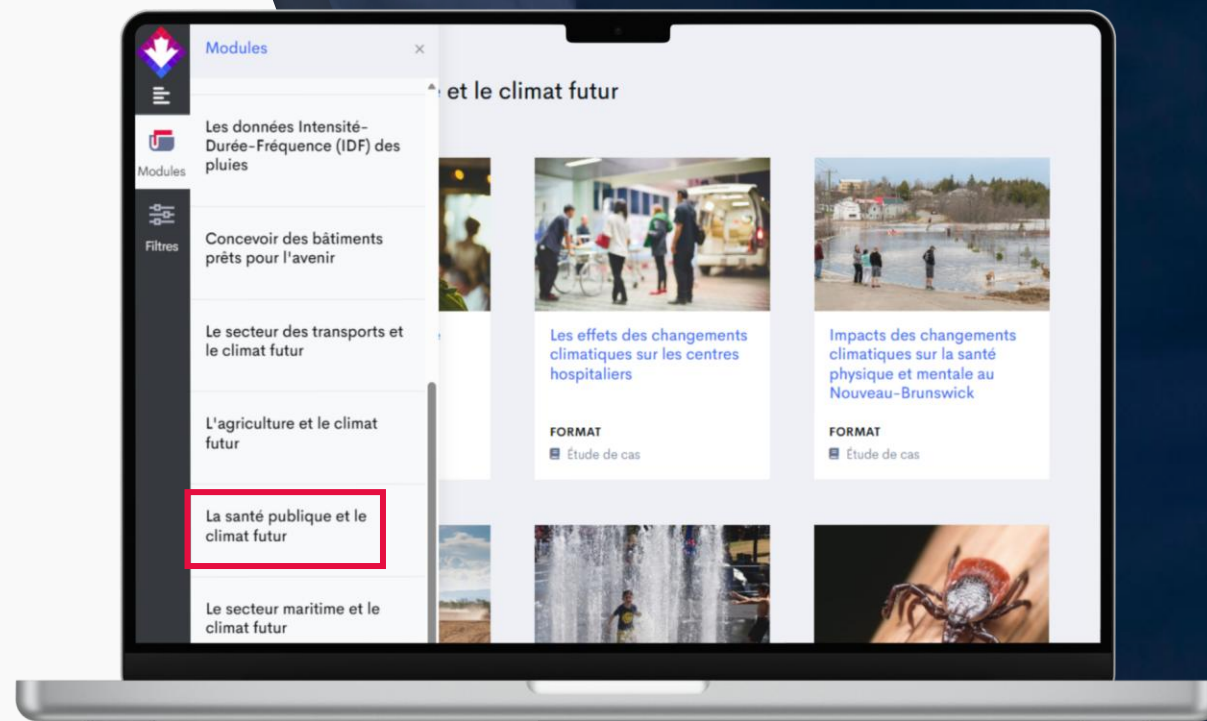 Modules
×
Les données Intensité-
Durée-Fréquence (IDF) des
pluies
Concevoir des bâtiments
prêts pour l'avenir
Le secteur des transports et
le climat futur
L'agriculture et le climat
futur
La santé publique et le
climat futur
Le secteur maritime et le
climat futur
Modules
Filtres
et le climat futur
Les effets des changements
climatiques sur les centres
hospitaliers
FORMAT
Étude de cas
Impacts des changements
climatiques sur la santé
physique et mentale au
Nouveau-Brunswick
FORMAT
Étude de cas